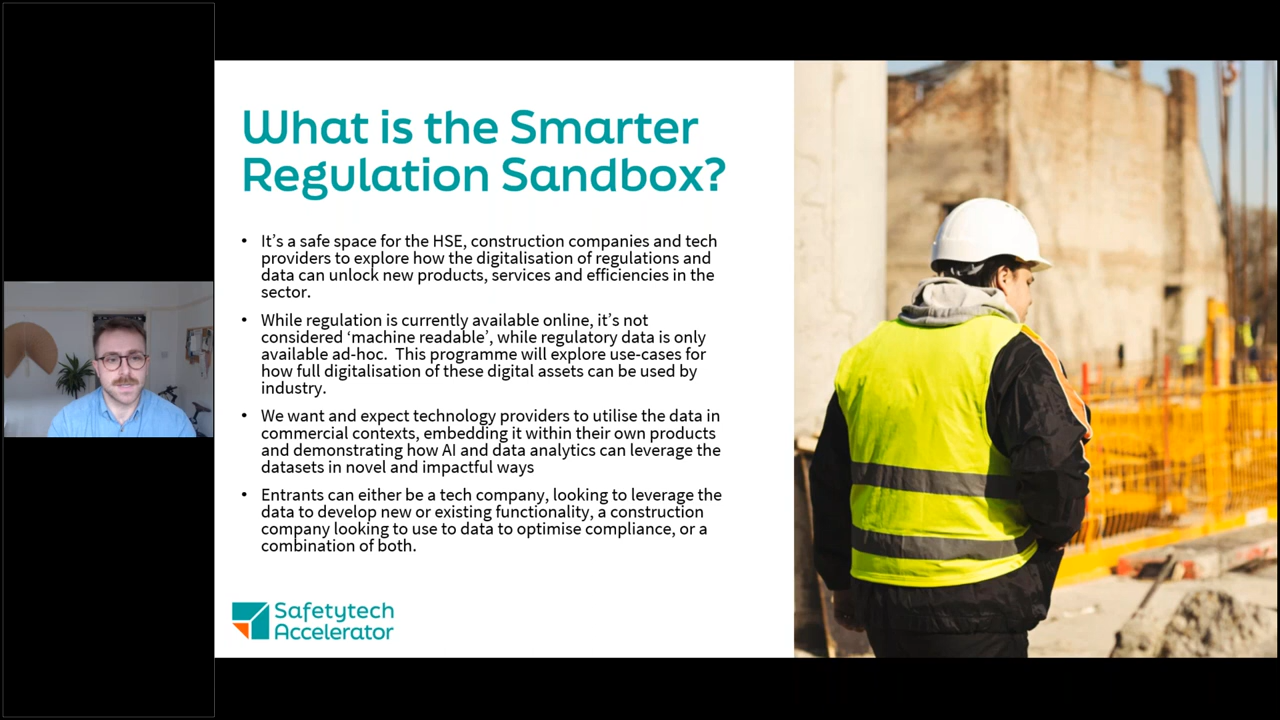 What is the Smarter
Regulation Sandbox?
• It's a safe space for the HSE, construction companies and tech
providers to explore how the digitalisation of regulations and
data can unlock new products, services and efficiencies in the
sector.
• While regulation is currently available online, it's not
considered 'machine readable', while regulatory data is only
available ad-hoc.  This programme will explore use-cases for
how full digitalisation of these digital assets can be used by
industry.
• We want and expect technology providers to utilise the data in
commercial contexts, embedding it within their own products
and demonstrating how AI and data analytics can leverage the
datasets in novel and impactful ways
• Entrants can either be a tech company, looking to leverage the
data to develop new or existing functionality, a construction
company looking to use to data to optimise compliance, or a
combination of both.
Safetytech
Accelerator